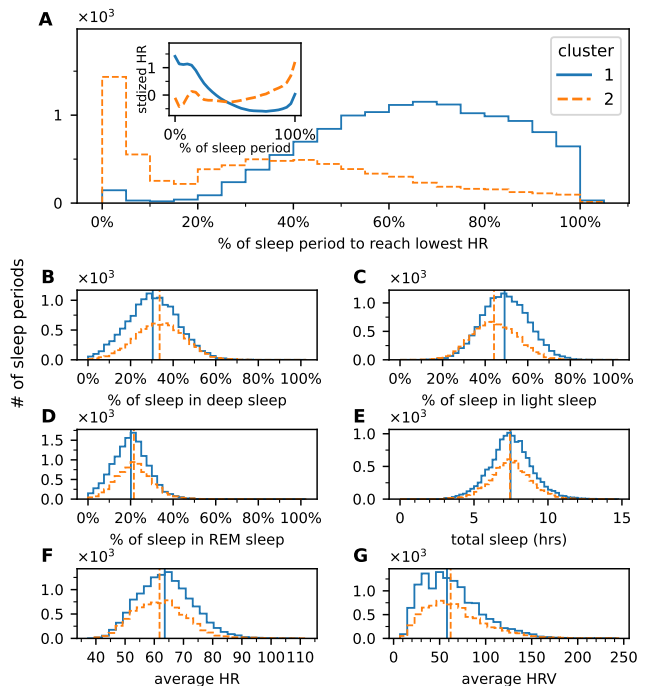 A
×10³
cluster
1
2
stdized HR
1
0
0%
100%
% of sleep period
1
0
0%
20%
40%
60%
80%
100%
% of sleep period to reach lowest HR
# of sleep periods
B
×10³
1.0
0.5
0.0
0% 20% 40% 60% 80% 100%
% of sleep in deep sleep
C
×10³
1.0
0.5
0.0
0% 20% 40% 60% 80% 100%
% of sleep in light sleep
D
×10³
1.5
1.0
0.5
0.0
0% 20% 40% 60% 80% 100%
% of sleep in REM sleep
E
×10³
1.0
0.5
0.0
0 5 10 15
total sleep (hrs)
F
×10³
1.0
0.5
0.0
40 50 60 70 80 90 100 110
average HR
G
×10³
1.0
0.5
0.0
0 50 100 150 200 250
average HRV